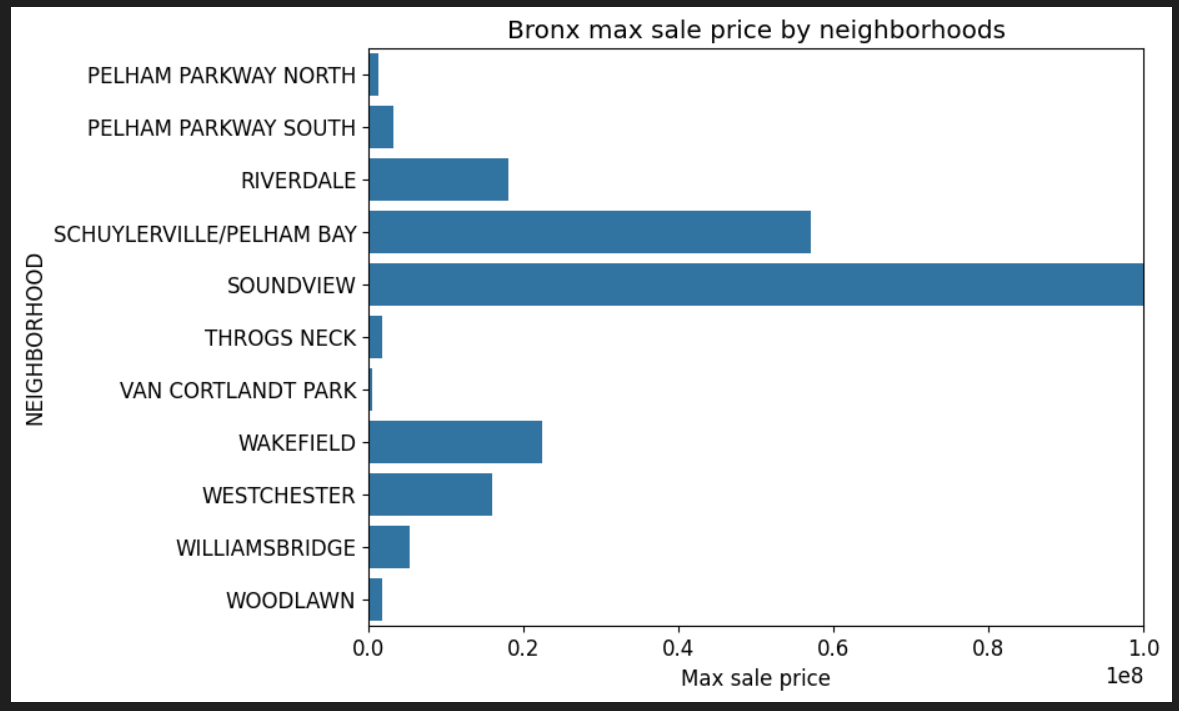 Bronx max sale price by neighborhoods
NEIGHBORHOOD
PELHAM PARKWAY NORTH
PELHAM PARKWAY SOUTH
RIVERDALE
SCHUYLERVILLE/PELHAM BAY
SOUNDVIEW
THROGS NECK
VAN CORTLANDT PARK
WAKEFIELD
WESTCHESTER
WILLIAMSBRIDGE
WOODLAWN
0.0 0.2 0.4 0.6 0.8 1.0
1e8
Max sale price